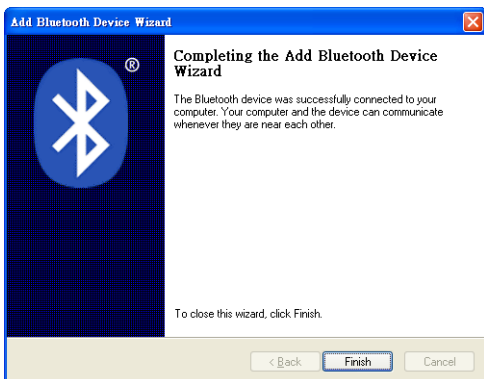 Add Bluetooth Device Wizard
®
Completing the Add Bluetooth Device
Wizard
The Bluetooth device was successfully connected to your
computer. Your computer and the device can communicate
whenever they are near each other.
To close this wizard, click Finish.
< Back
Finish
Cancel